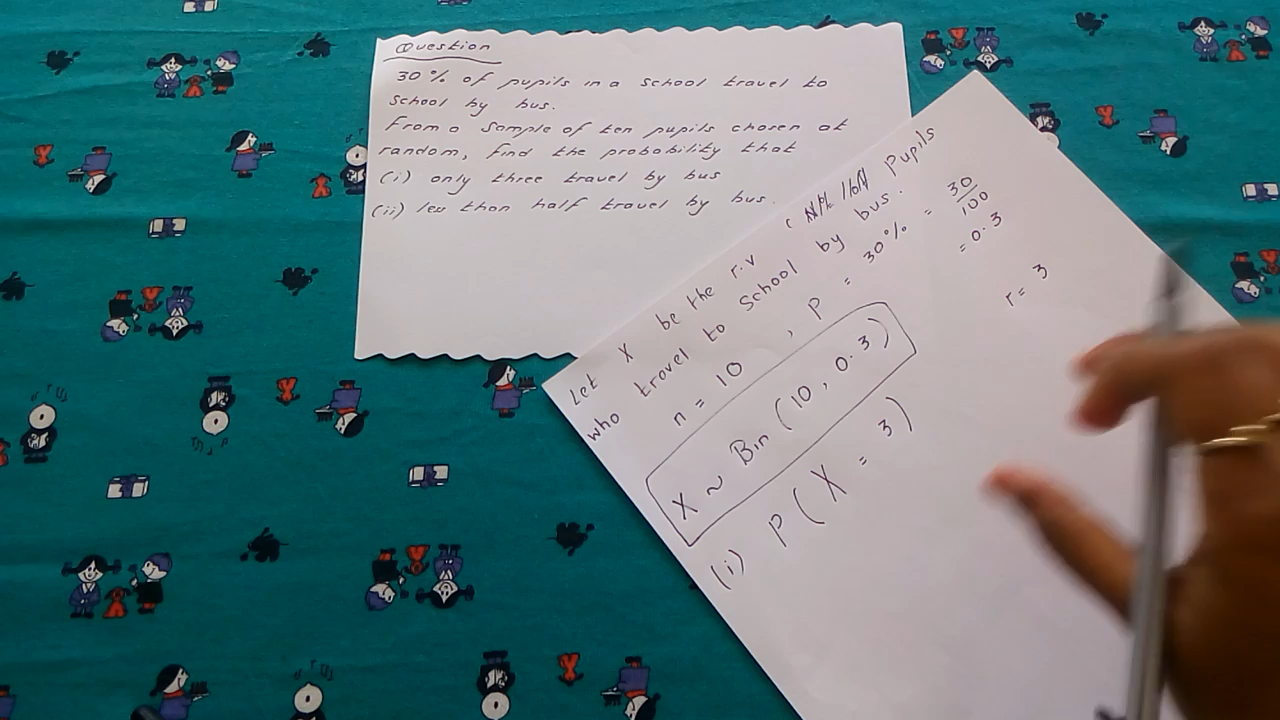 Question
30% of pupils in a school travel to
school by bus.
From a sample of ten pupils chosen at
random, find the probability that
(i) only three travel by bus
(ii) less than half travel by bus.
Let X be the r.v Pupils
who travel to school by bus.
n = 10 , P = 30% = 30/100
= 0.3
X ~ Bin (10, 0.3)
r = 3
(i) P(X = 3)